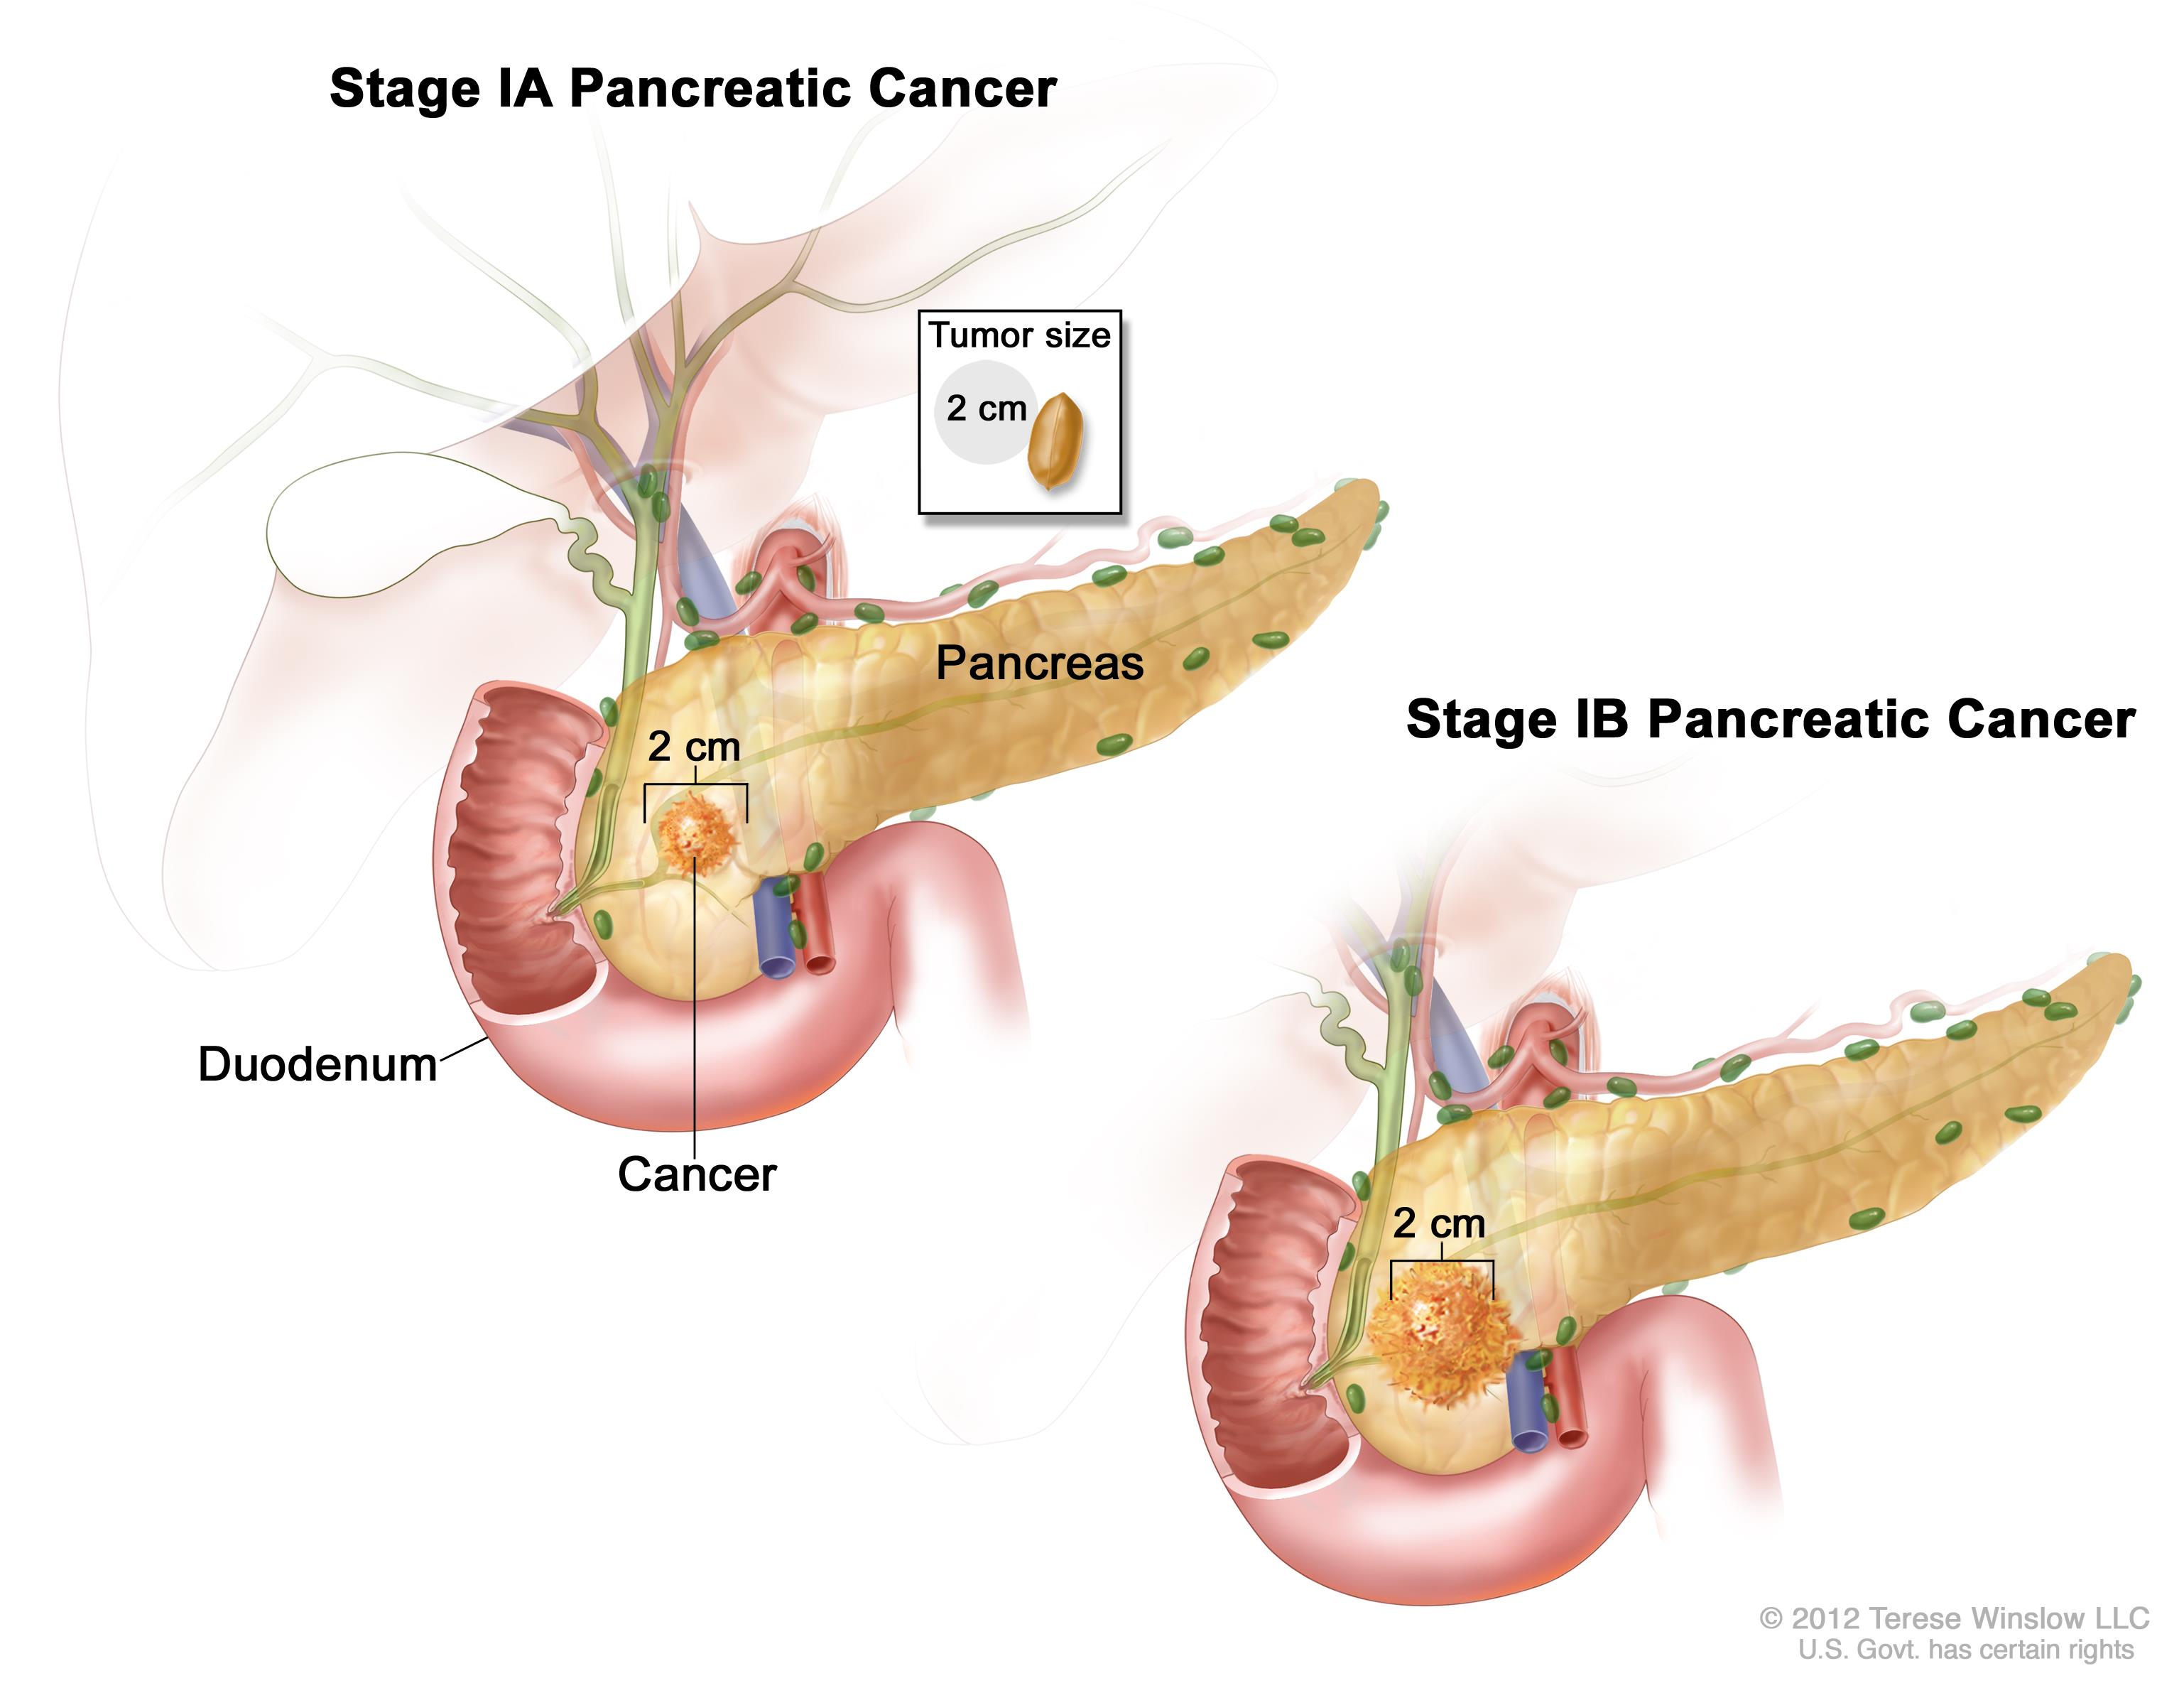 Stage IA Pancreatic Cancer
Tumor size
2 cm
Pancreas
2 cm
Duodenum
Cancer
Stage IB Pancreatic Cancer
2 cm
© 2012 Terese Winslow LLC
U.S. Govt. has certain rights